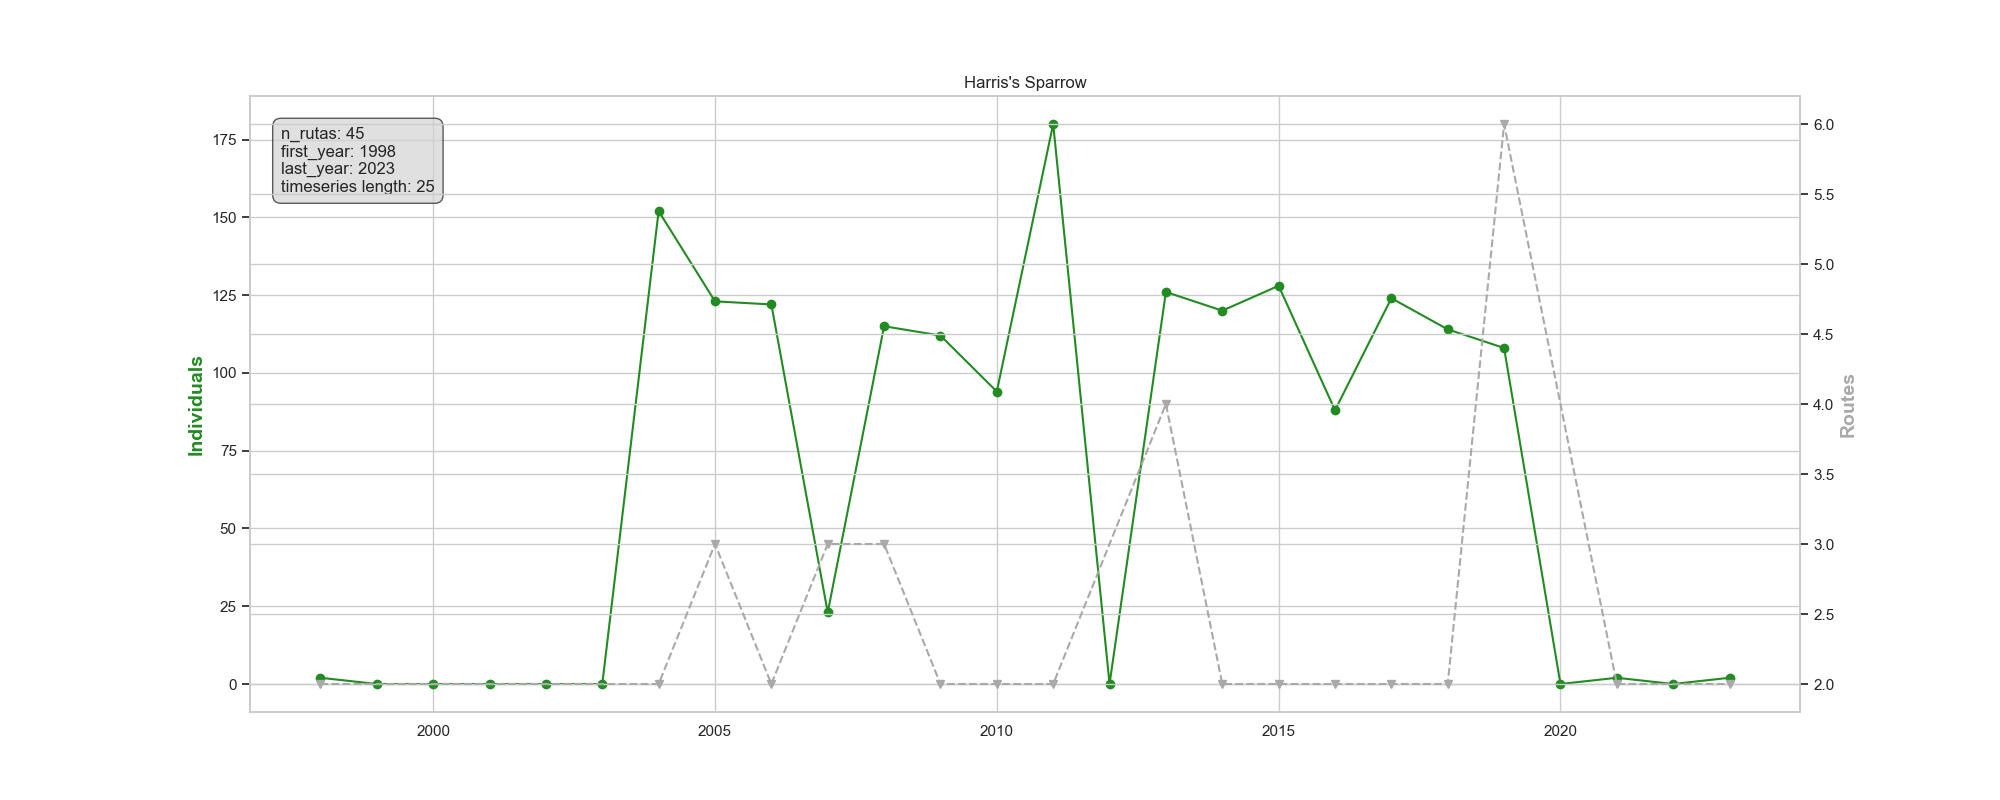 Harris's Sparrow
n_rutas: 45
first_year: 1998
last_year: 2023
timeseries length: 25
Individuals
175
150
125
100
75
50
25
0
6.0
5.5
5.0
4.5
4.0
3.5
3.0
2.5
2.0
Routes
2000 2005 2010 2015 2020